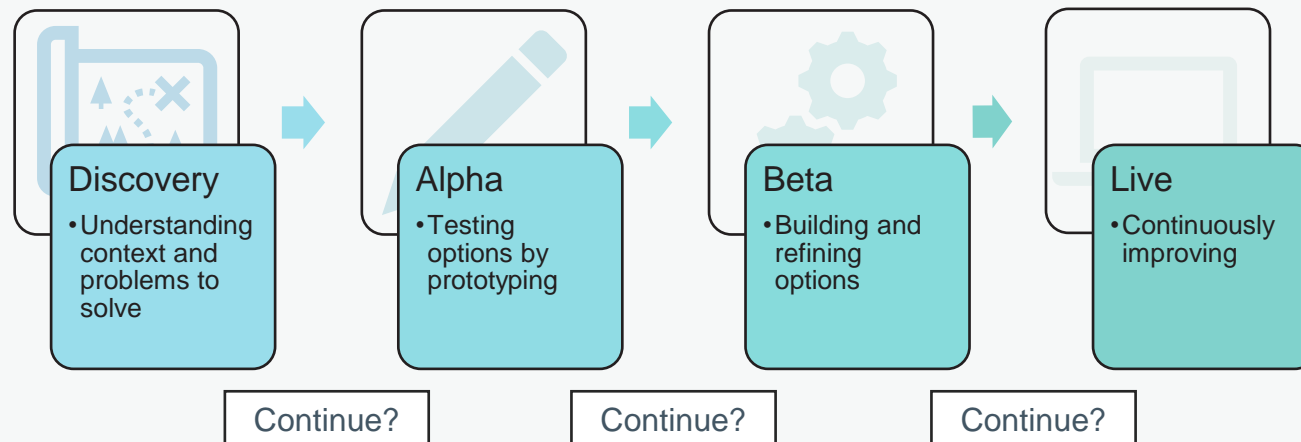 Discovery
•Understanding
context and
problems to
solve
Alpha
•Testing
options by
prototyping
Beta
•Building and
refining
options
Live
•Continuously
improving
Continue?
Continue?
Continue?